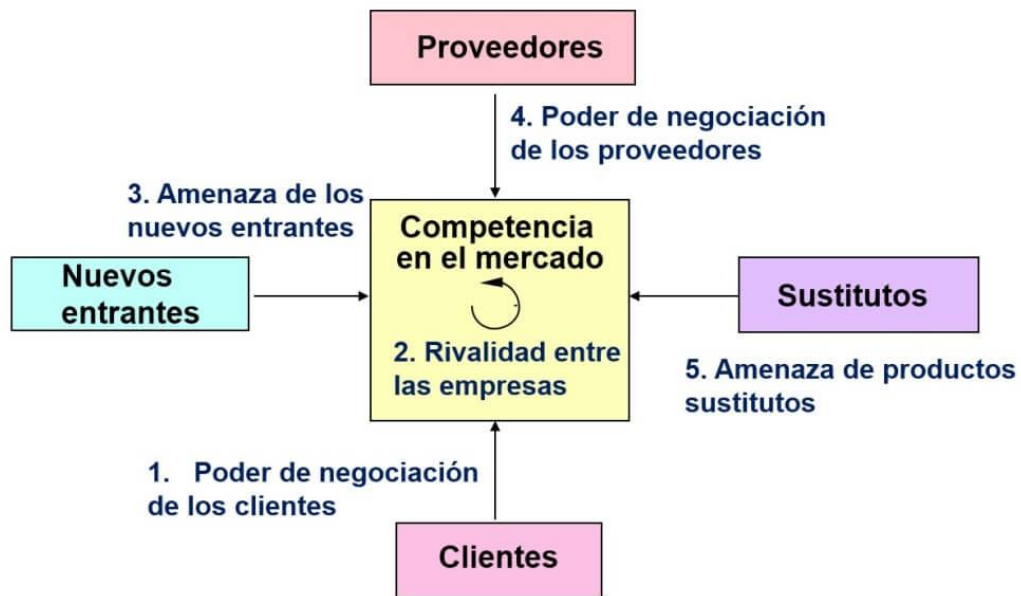 Proveedores
4. Poder de negociación
de los proveedores
3. Amenaza de los
nuevos entrantes
Competencia
en el mercado
Nuevos
entrantes
Sustitutos
2. Rivalidad entre
las empresas
5. Amenaza de productos
sustitutos
1. Poder de negociación
de los clientes
Clientes